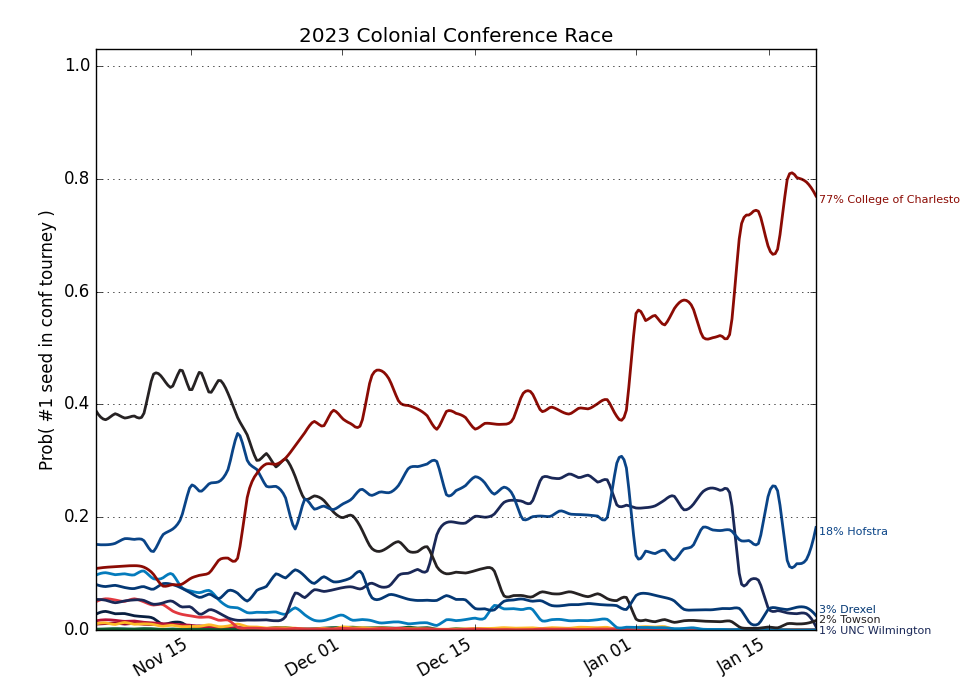 2023 Colonial Conference Race
Prob( #1 seed in conf tourney )
1.0
0.8
0.6
0.4
0.2
0.0
Nov 15
Dec 01
Dec 15
Jan 01
Jan 15
77% College of Charlesto
18% Hofstra
3% Drexel
2% Towson
1% UNC Wilmington